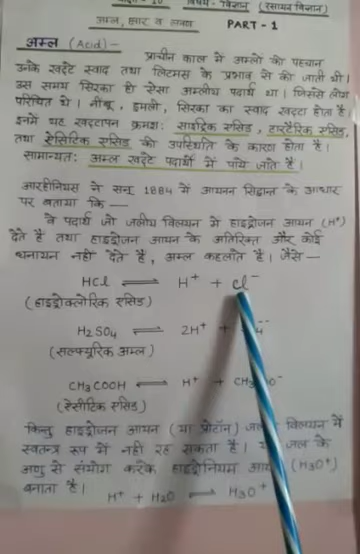 कक्षा - 10 विषय - विज्ञान (रसायन विज्ञान)
अम्ल, क्षार व लवण PART - 1
अम्ल (Acid) -
प्राचीन काल में अम्लों की पहचान
उनके खट्टे स्वाद तथा लिटमस के प्रभाव से की जाती थी।
उस समय सिरका ही ऐसा अम्लीय पदार्थ था। जिससे लोग
परिचित थे। नींबू, इमली, सिरका का स्वाद खट्टा होता है।
इनमें यह खट्टापन क्रमशः साइट्रिक एसिड, टारटैरिक एसिड,
तथा ऐसिटिक एसिड की उपस्थिति के कारण होता है।
सामान्यतः अम्ल खट्टे पदार्थों में पाये जाते हैं।
आरहीनियस ने सन् 1884 में आयनन सिद्धान्त के आधार
पर बताया कि —
वे पदार्थ जो जलीय विलयन में हाइड्रोजन आयन (H⁺)
देते हैं तथा हाइड्रोजन आयन के अतिरिक्त और कोई
धनायन नहीं देते हैं, अम्ल कहलाते हैं। जैसे —
HCl ⇌ H⁺ + Cl⁻
(हाइड्रोक्लोरिक एसिड)
H₂SO₄ ⇌ 2H⁺ +
(सल्फ्यूरिक अम्ल)
CH₃COOH ⇌ H⁺ +
(ऐसीटिक एसिड)
किन्तु हाइड्रोजन आयन (या प्रोटॉन) विलयन में
स्वतन्त्र रूप में नहीं रह सकता है। जल के
अणु से संयोग करके हाइड्रोनियम (H₃O⁺)
बनाता है।
H⁺ + H₂O ⇌ H₃O⁺